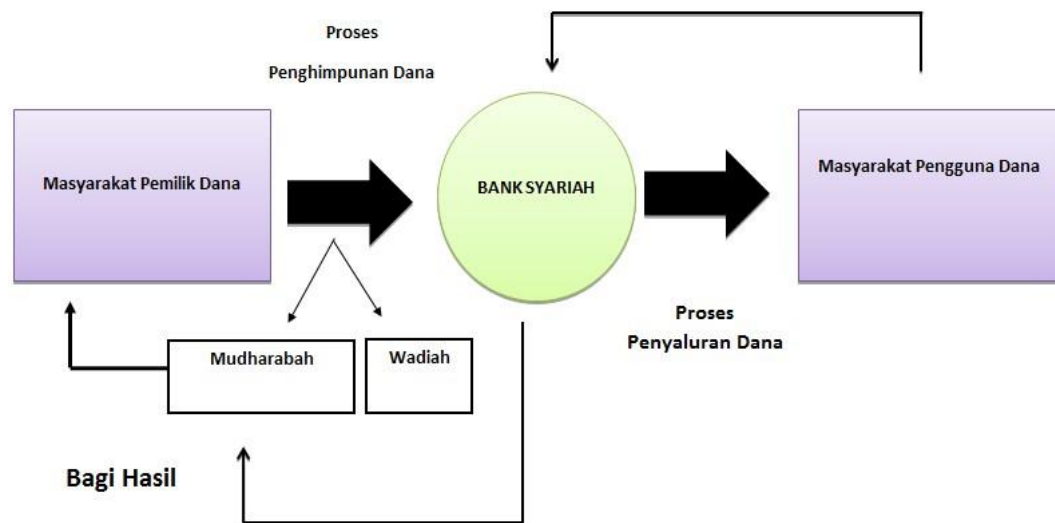 Proses
Penghimpunan Dana
Masyarakat Pemilik Dana
BANK SYARIAH
Masyarakat Pengguna Dana
Proses
Penyaluran Dana
Mudharabah
Wadiah
Bagi Hasil